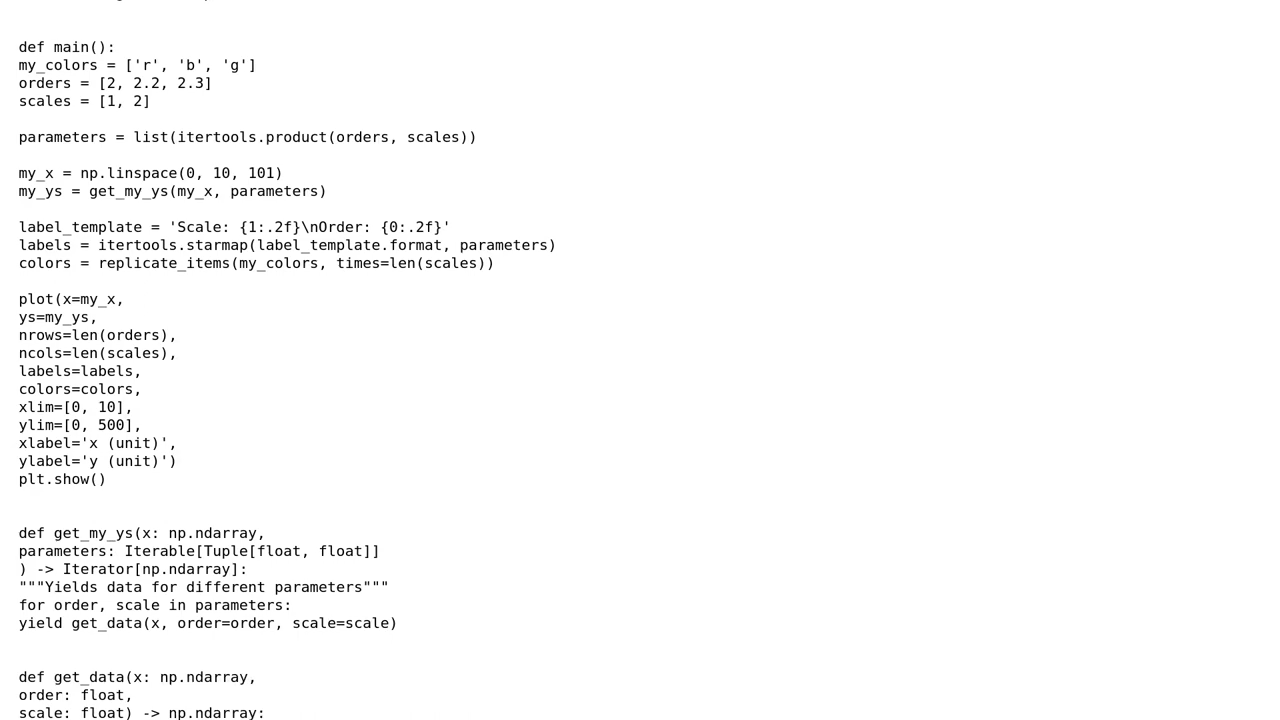 def main():
my_colors = ['r', 'b', 'g']
orders = [2, 2.2, 2.3]
scales = [1, 2]

parameters = list(itertools.product(orders, scales))

my_x = np.linspace(0, 10, 101)
my_ys = get_my_ys(my_x, parameters)

label_template = 'Scale: {1:.2f}\nOrder: {0:.2f}'
labels = itertools.starmap(label_template.format, parameters)
colors = replicate_items(my_colors, times=len(scales))

plot(x=my_x,
ys=my_ys,
nrows=len(orders),
ncols=len(scales),
labels=labels,
colors=colors,
xlim=[0, 10],
ylim=[0, 500],
xlabel='x (unit)',
ylabel='y (unit)')
plt.show()


def get_my_ys(x: np.ndarray,
parameters: Iterable[Tuple[float, float]]
) -> Iterator[np.ndarray]:
"""Yields data for different parameters"""
for order, scale in parameters:
yield get_data(x, order=order, scale=scale)


def get_data(x: np.ndarray,
order: float,
scale: float) -> np.ndarray: